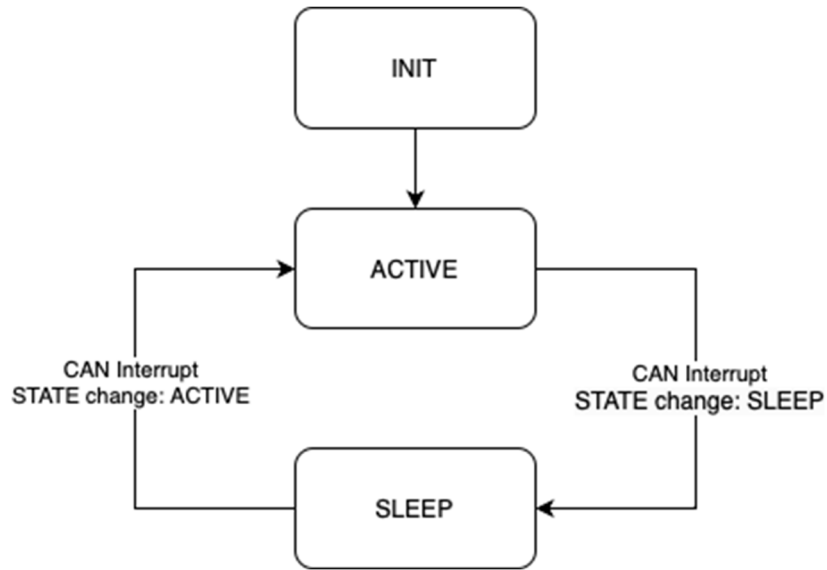 INIT
ACTIVE
CAN Interrupt
STATE change: ACTIVE
CAN Interrupt
STATE change: SLEEP
SLEEP